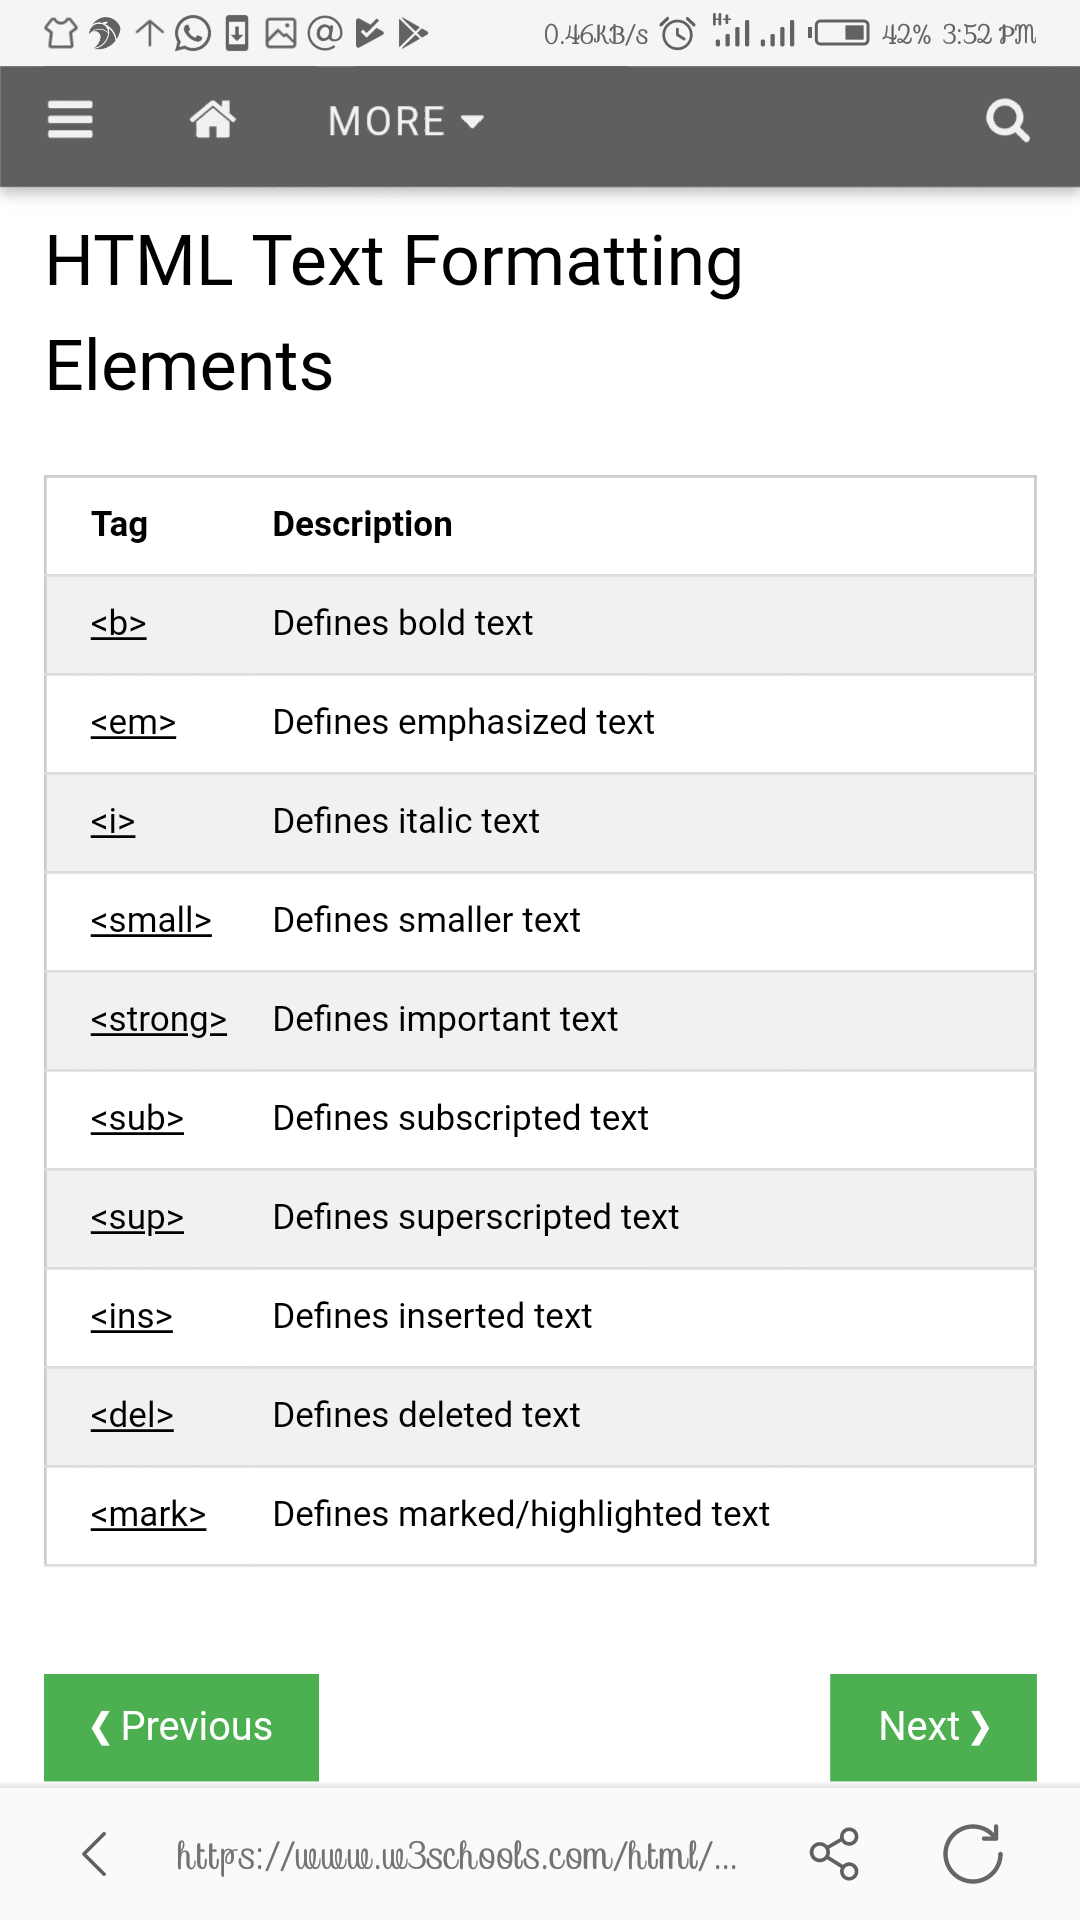 0.46KB/s H+ 42% 3:52 PM
MORE
HTML Text Formatting
Elements
Tag Description
<b> Defines bold text
<em> Defines emphasized text
<i> Defines italic text
<small> Defines smaller text
<strong> Defines important text
<sub> Defines subscripted text
<sup> Defines superscripted text
<ins> Defines inserted text
<del> Defines deleted text
<mark> Defines marked/highlighted text
❮ Previous Next ❯
https://www.w3schools.com/html/...